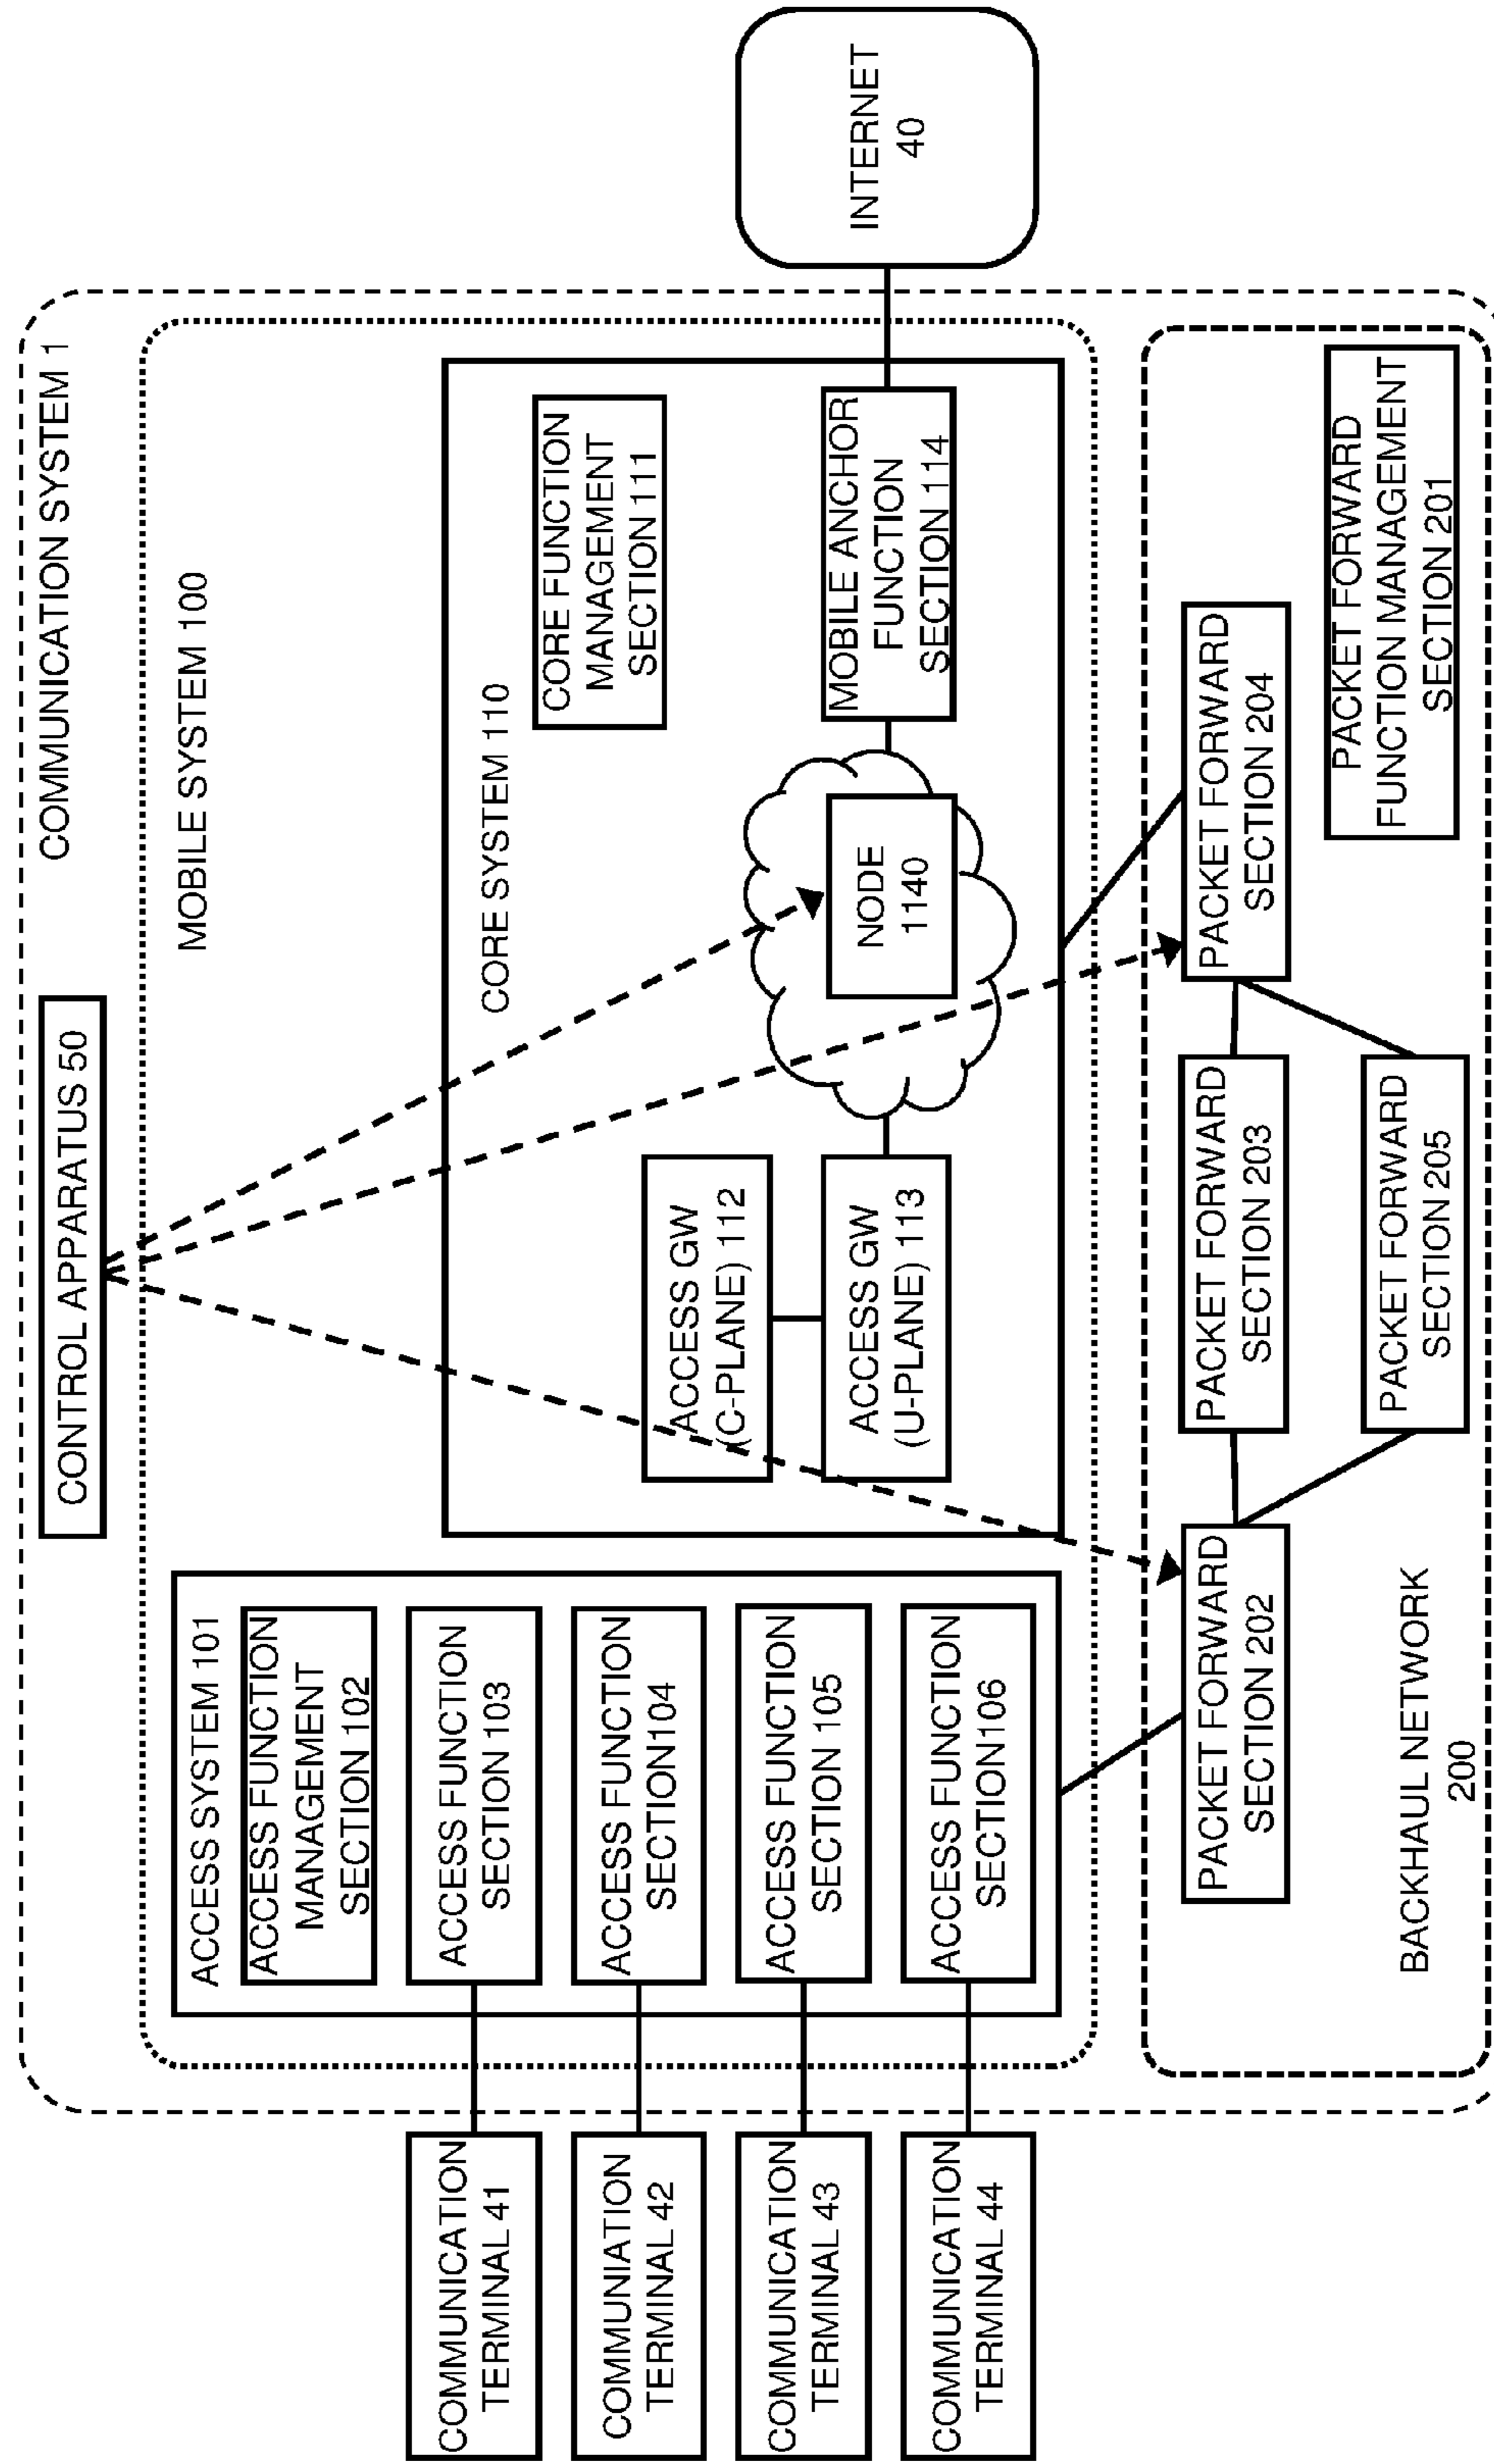 COMMUNICATION SYSTEM 1
CONTROL APPARATUS 50
MOBILE SYSTEM 100
ACCESS SYSTEM 101
ACCESS FUNCTION
MANAGEMENT
SECTION 102
ACCESS FUNCTION
SECTION 103
ACCESS FUNCTION
SECTION104
ACCESS FUNCTION
SECTION 105
ACCESS FUNCTION
SECTION106
COMMUNICATION
TERMINAL 41
COMMUNIATION
TERMINAL 42
COMMUNICATION
TERMINAL 43
COMMUNICATION
TERMINAL 44
CORE SYSTEM 110
CORE FUNCTION
MANAGEMENT
SECTION 111
ACCESS GW
(C-PLANE) 112
ACCESS GW
(U-PLANE) 113
NODE
1140
MOBILE ANCHOR
FUNCTION
SECTION 114
INTERNET
40
PACKET FORWARD
SECTION 202
PACKET FORWARD
SECTION 203
PACKET FORWARD
SECTION 204
PACKET FORWARD
SECTION 205
PACKET FORWARD
FUNCTION MANAGEMENT
SECTION 201
BACKHAUL NETWORK
200